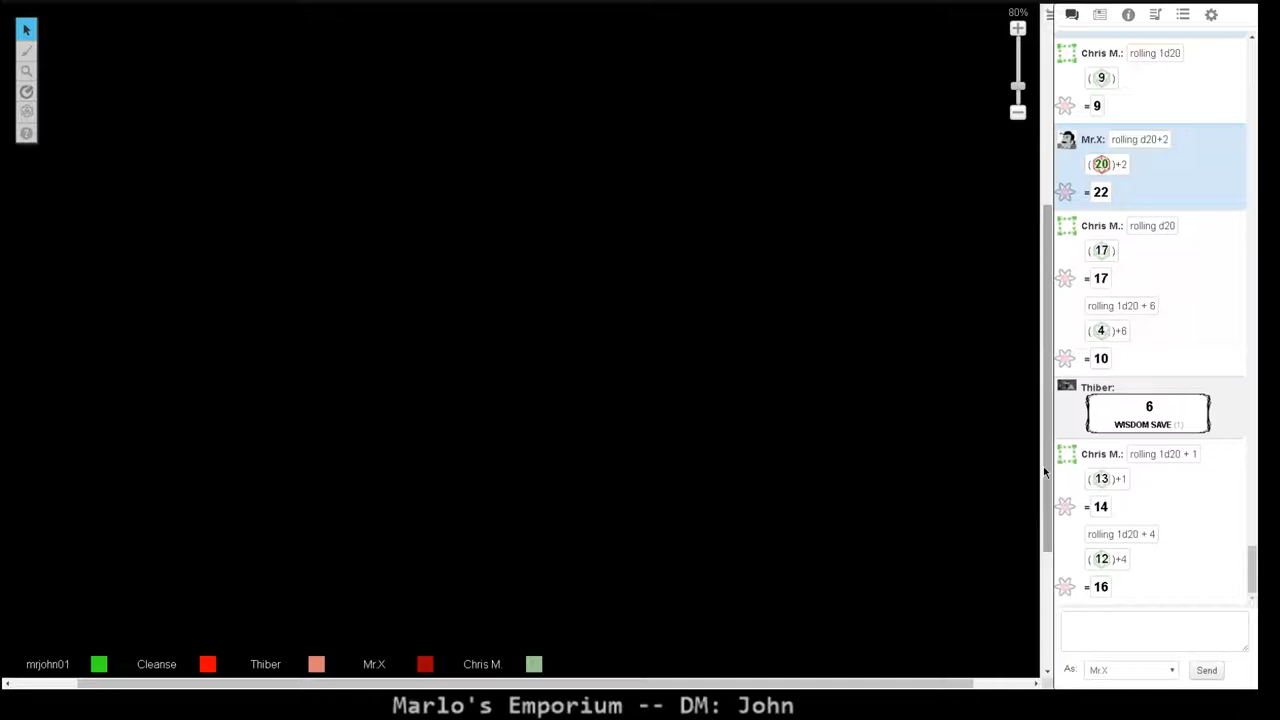 80%
Chris M.: rolling 1d20
( 9 )
= 9
Mr.X: rolling d20+2
( 20 )+2
= 22
Chris M.: rolling d20
( 17 )
= 17
rolling 1d20 + 6
( 4 )+6
= 10
Thiber:
6
WISDOM SAVE (1)
Chris M.: rolling 1d20 + 1
( 13 )+1
= 14
rolling 1d20 + 4
( 12 )+4
= 16
As: Mr.X Send
mrjohn01 Cleanse Thiber Mr.X Chris M.
Marlo's Emporium -- DM: John